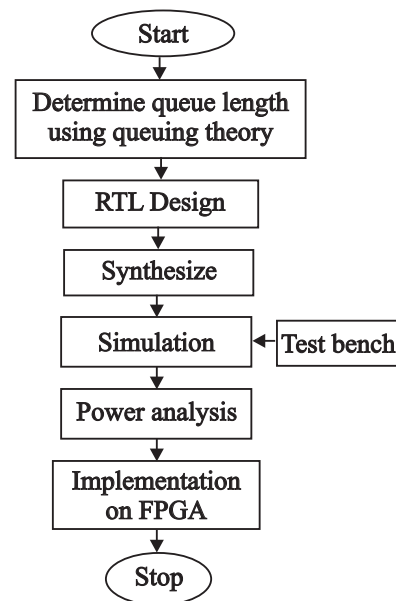 Start
Determine queue length
using queuing theory
RTL Design
Synthesize
Simulation
Test bench
Power analysis
Implementation
on FPGA
Stop